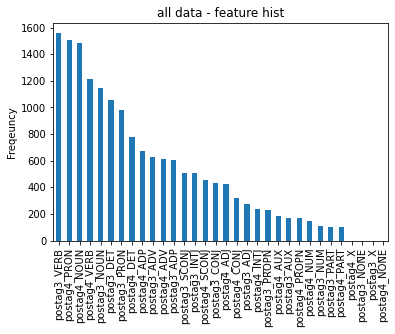 all data - feature hist
Freqeuncy
1600
1400
1200
1000
800
600
400
200
0
postag3_VERB
postag4_PRON
postag4_NOUN
postag4_VERB
postag3_NOUN
postag3_DET
postag3_PRON
postag4_DET
postag4_ADP
postag3_ADV
postag4_ADV
postag3_ADP
postag3_SCONJ
postag3_INTJ
postag4_SCONJ
postag3_CONJ
postag4_ADJ
postag4_CONJ
postag3_ADJ
postag4_INTJ
postag3_PROPN
postag4_AUX
postag3_AUX
postag4_PROPN
postag4_NUM
postag3_NUM
postag3_PART
postag4_PART
postag4_X
postag3_NONE
postag3_X
postag4_NONE